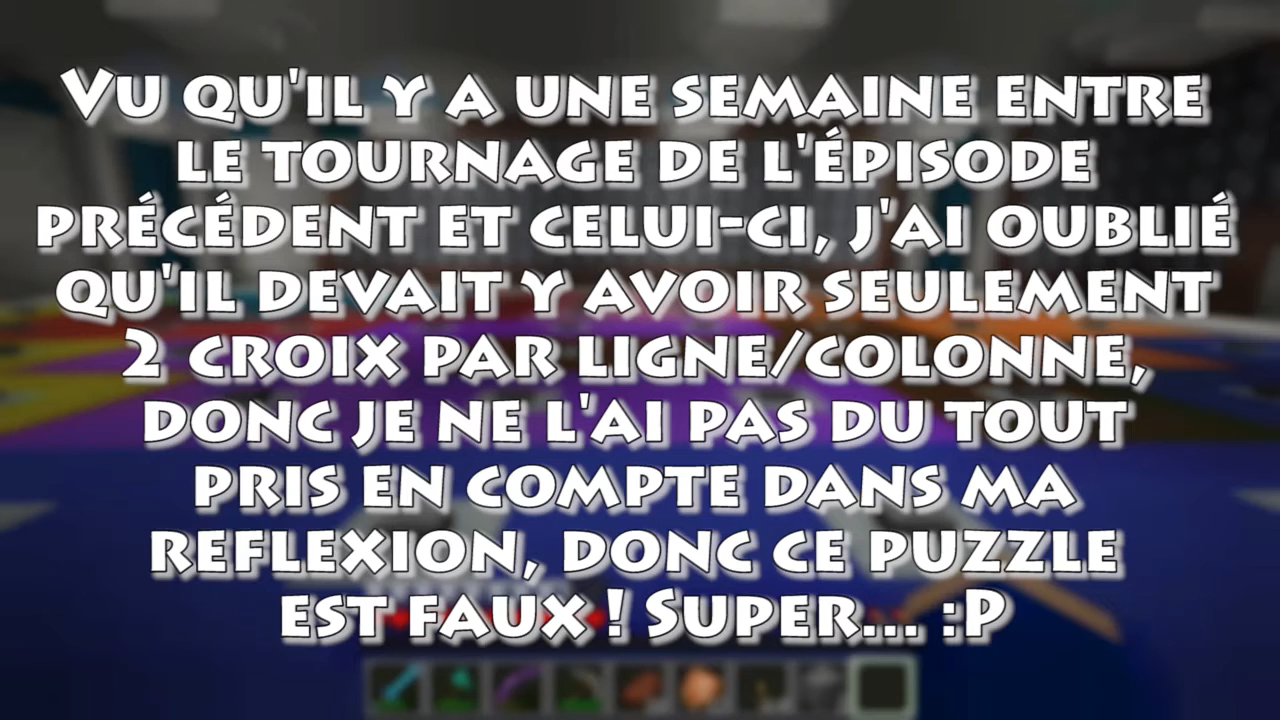 Vu qu'il y a une semaine entre
le tournage de l'épisode
précédent et celui-ci, j'ai oublié
qu'il devait y avoir seulement
2 croix par ligne/colonne,
donc je ne l'ai pas du tout
pris en compte dans ma
reflexion, donc ce puzzle
est faux ! Super... :P